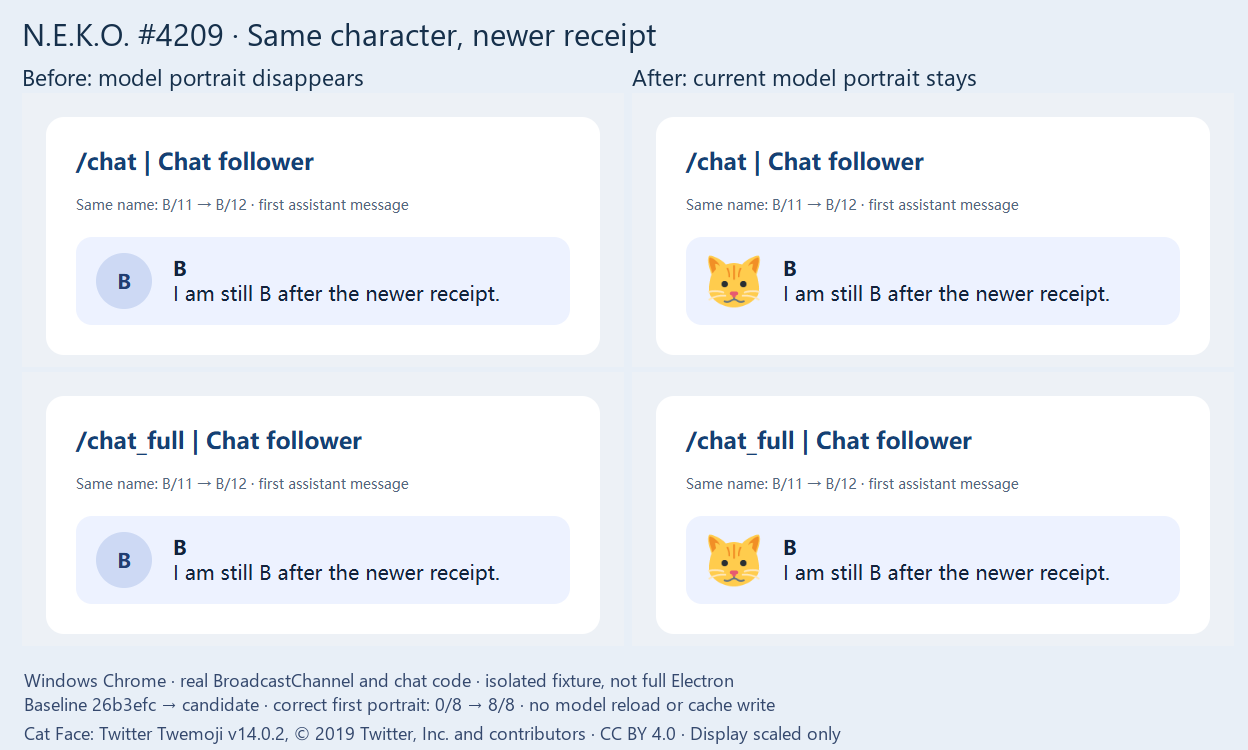 N.E.K.O. #4209 · Same character, newer receipt
Before: model portrait disappears
After: current model portrait stays
/chat | Chat follower
Same name: B/11 → B/12 · first assistant message
B
B
I am still B after the newer receipt.
/chat | Chat follower
Same name: B/11 → B/12 · first assistant message
B
I am still B after the newer receipt.
/chat_full | Chat follower
Same name: B/11 → B/12 · first assistant message
B
B
I am still B after the newer receipt.
/chat_full | Chat follower
Same name: B/11 → B/12 · first assistant message
B
I am still B after the newer receipt.
Windows Chrome · real BroadcastChannel and chat code · isolated fixture, not full Electron
Baseline 26b3efc → candidate · correct first portrait: 0/8 → 8/8 · no model reload or cache write
Cat Face: Twitter Twemoji v14.0.2, © 2019 Twitter, Inc. and contributors · CC BY 4.0 · Display scaled only